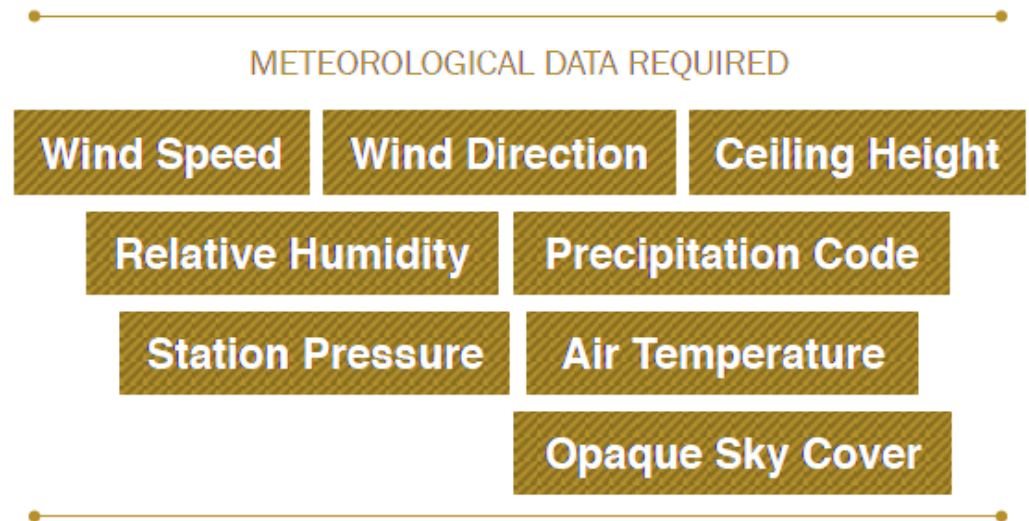 METEOROLOGICAL DATA REQUIRED
Wind Speed Wind Direction Ceiling Height
Relative Humidity Precipitation Code
Station Pressure Air Temperature
Opaque Sky Cover